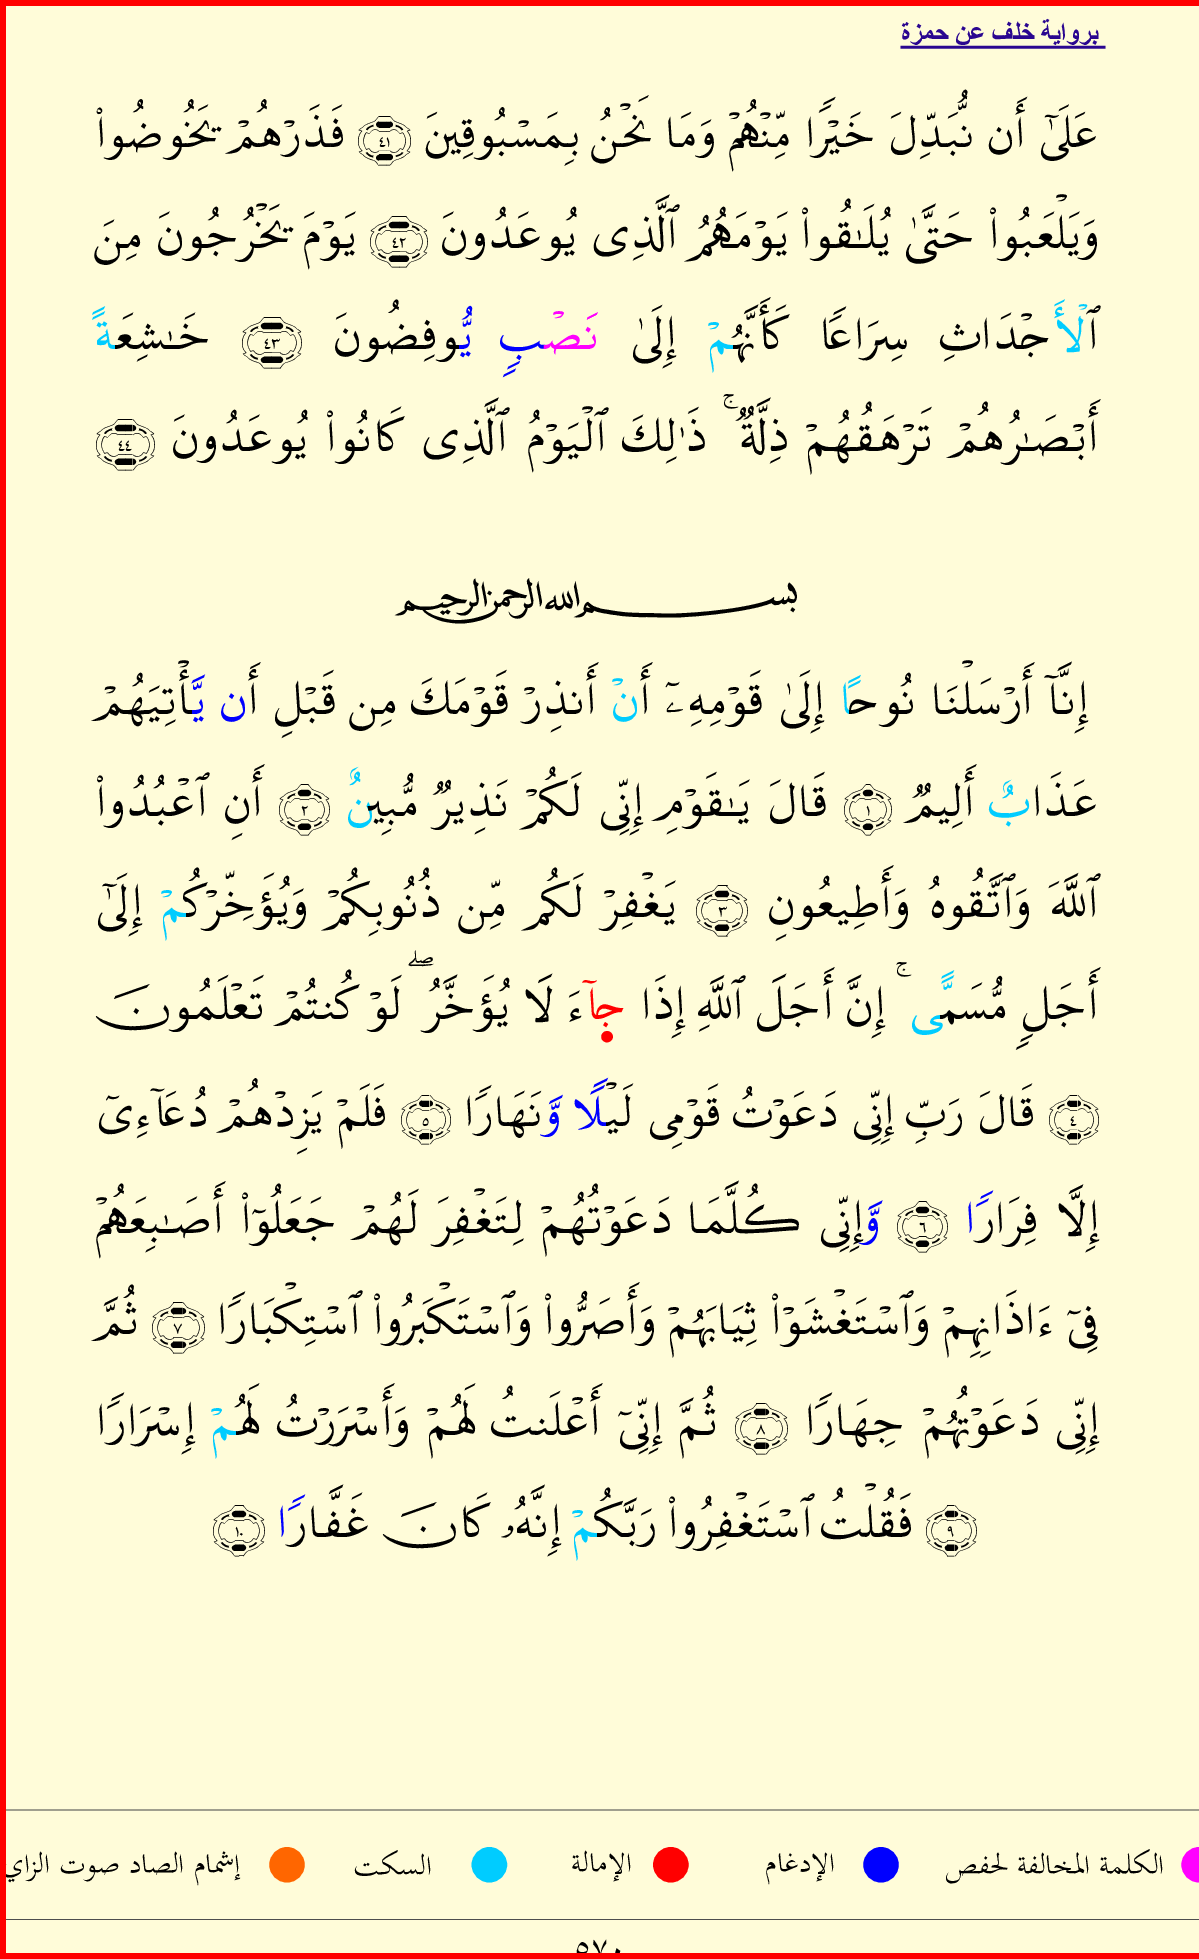 برواية خلف عن حمزة
عَلَىٰٓ أَن نُّبَدِّلَ خَيْرًا مِّنْهُمْ وَمَا نَحْنُ بِمَسْبُوقِينَ ٤١ فَذَرْهُمْ يَخُوضُوا۟
وَيَلْعَبُوا۟ حَتَّىٰ يُلَـٰقُوا۟ يَوْمَهُمُ ٱلَّذِى يُوعَدُونَ ٤٢ يَوْمَ يَخْرُجُونَ مِنَ
ٱلْأَجْدَاثِ سِرَاعًا كَأَنَّهُمْ إِلَىٰ نَصْبٍ يُّوفِضُونَ ٤٣ خَـٰشِعَةً
أَبْصَـٰرُهُمْ تَرْهَقُهُمْ ذِلَّةٌ ۚ ذَٰلِكَ ٱلْيَوْمُ ٱلَّذِى كَانُوا۟ يُوعَدُونَ ٤٤
بسم الله الرحمن الرحيم
إِنَّآ أَرْسَلْنَا نُوحًا إِلَىٰ قَوْمِهِۦٓ أَنْ أَنذِرْ قَوْمَكَ مِن قَبْلِ أَن يَّأْتِيَهُمْ
عَذَابٌ أَلِيمٌ ١ قَالَ يَـٰقَوْمِ إِنِّى لَكُمْ نَذِيرٌ مُّبِينٌ ٢ أَنِ ٱعْبُدُوا۟
ٱللَّهَ وَٱتَّقُوهُ وَأَطِيعُونِ ٣ يَغْفِرْ لَكُم مِّن ذُنُوبِكُمْ وَيُؤَخِّرْكُمْ إِلَىٰٓ
أَجَلٍ مُّسَمًّى ۚ إِنَّ أَجَلَ ٱللَّهِ إِذَا جَآءَ لَا يُؤَخَّرُ ۖ لَوْ كُنتُمْ تَعْلَمُونَ
٤ قَالَ رَبِّ إِنِّى دَعَوْتُ قَوْمِى لَيْلًا وَّنَهَارًا ٥ فَلَمْ يَزِدْهُمْ دُعَآءِىٓ
إِلَّا فِرَارًا ٦ وَّإِنِّى كُلَّمَا دَعَوْتُهُمْ لِتَغْفِرَ لَهُمْ جَعَلُوٓا۟ أَصَـٰبِعَهُمْ
فِىٓ ءَاذَانِهِمْ وَٱسْتَغْشَوْا۟ ثِيَابَهُمْ وَأَصَرُّوا۟ وَٱسْتَكْبَرُوا۟ ٱسْتِكْبَارًا ٧ ثُمَّ
إِنِّى دَعَوْتُهُمْ جِهَارًا ٨ ثُمَّ إِنِّىٓ أَعْلَنتُ لَهُمْ وَأَسْرَرْتُ لَهُمْ إِسْرَارًا
٩ فَقُلْتُ ٱسْتَغْفِرُوا۟ رَبَّكُمْ إِنَّهُۥ كَانَ غَفَّارًا ١٠
الكلمة المخالفة لحفص الإدغام الإمالة السكت إشمام الصاد صوت الزاي
٥٧٠